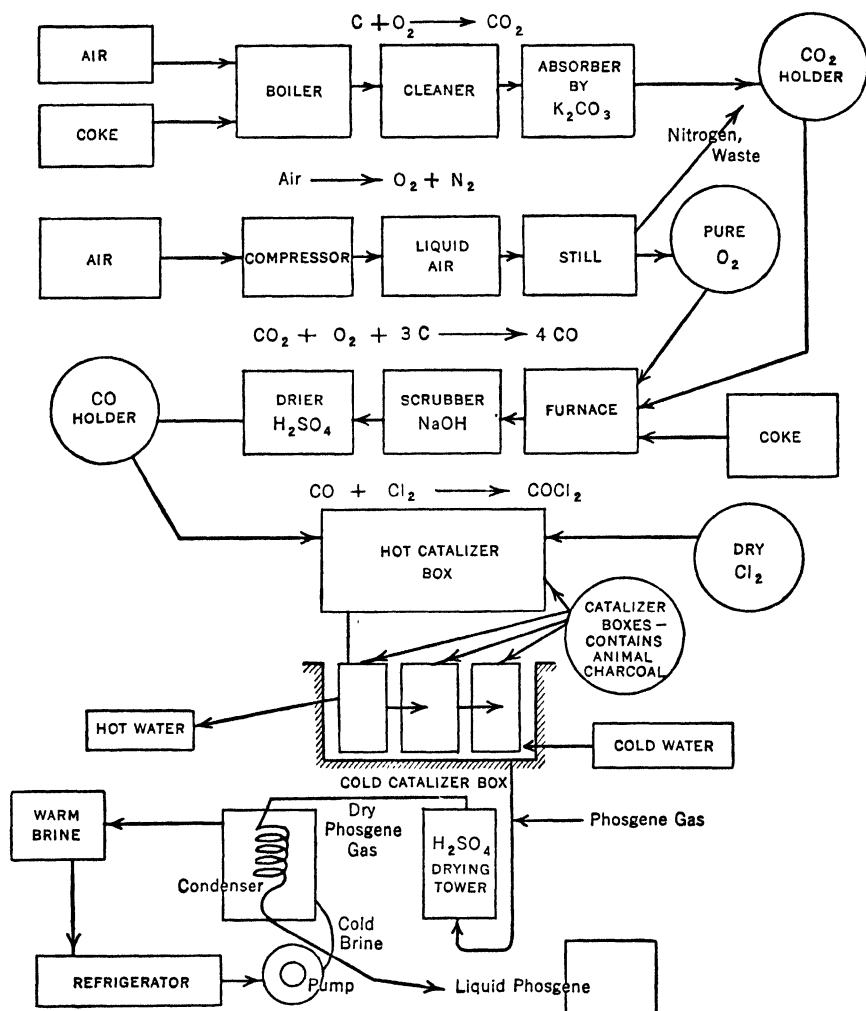 C + O₂ → CO₂
AIR
COKE
BOILER
CLEANER
ABSORBER
BY
K₂CO₃
CO₂
HOLDER
Nitrogen,
Waste
Air → O₂ + N₂
AIR
COMPRESSOR
LIQUID
AIR
STILL
PURE
O₂
CO₂ + O₂ + 3 C → 4 CO
CO
HOLDER
DRIER
H₂SO₄
SCRUBBER
NaOH
FURNACE
COKE
CO + Cl₂ → COCl₂
HOT CATALIZER
BOX
DRY
Cl₂
CATALIZER
BOXES —
CONTAINS
ANIMAL
CHARCOAL
HOT WATER
COLD WATER
COLD CATALIZER BOX
WARM
BRINE
Dry
Phosgene
Gas
Condenser
H₂SO₄
DRYING
TOWER
Phosgene Gas
Cold
Brine
REFRIGERATOR
Pump
Liquid Phosgene